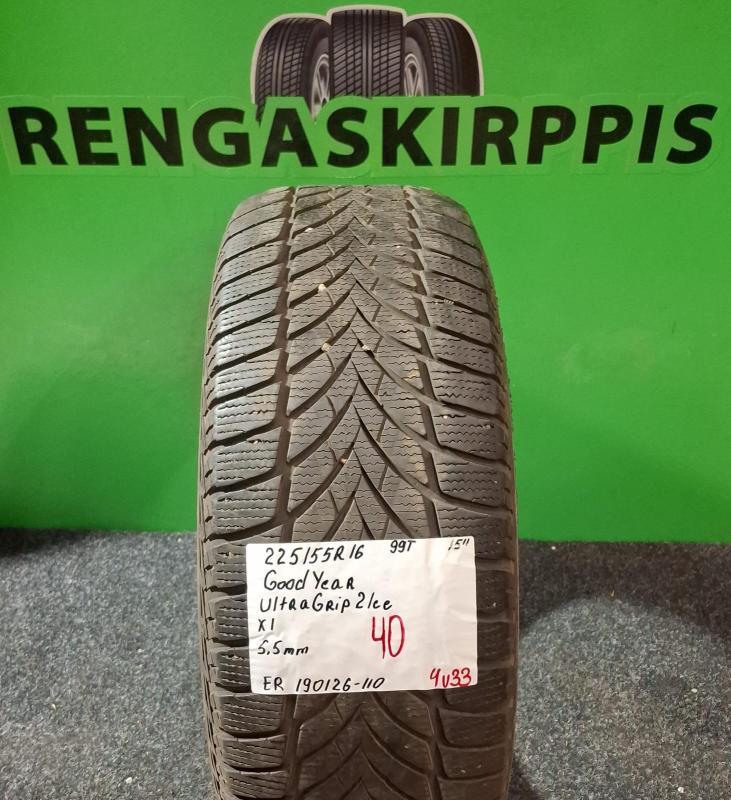 RENGASKIRPPIS
225/55R16 99T 15"
GoodYear
UltraGrip 2 Ice
X1
40
5,5mm
ER 190126-110 4v33